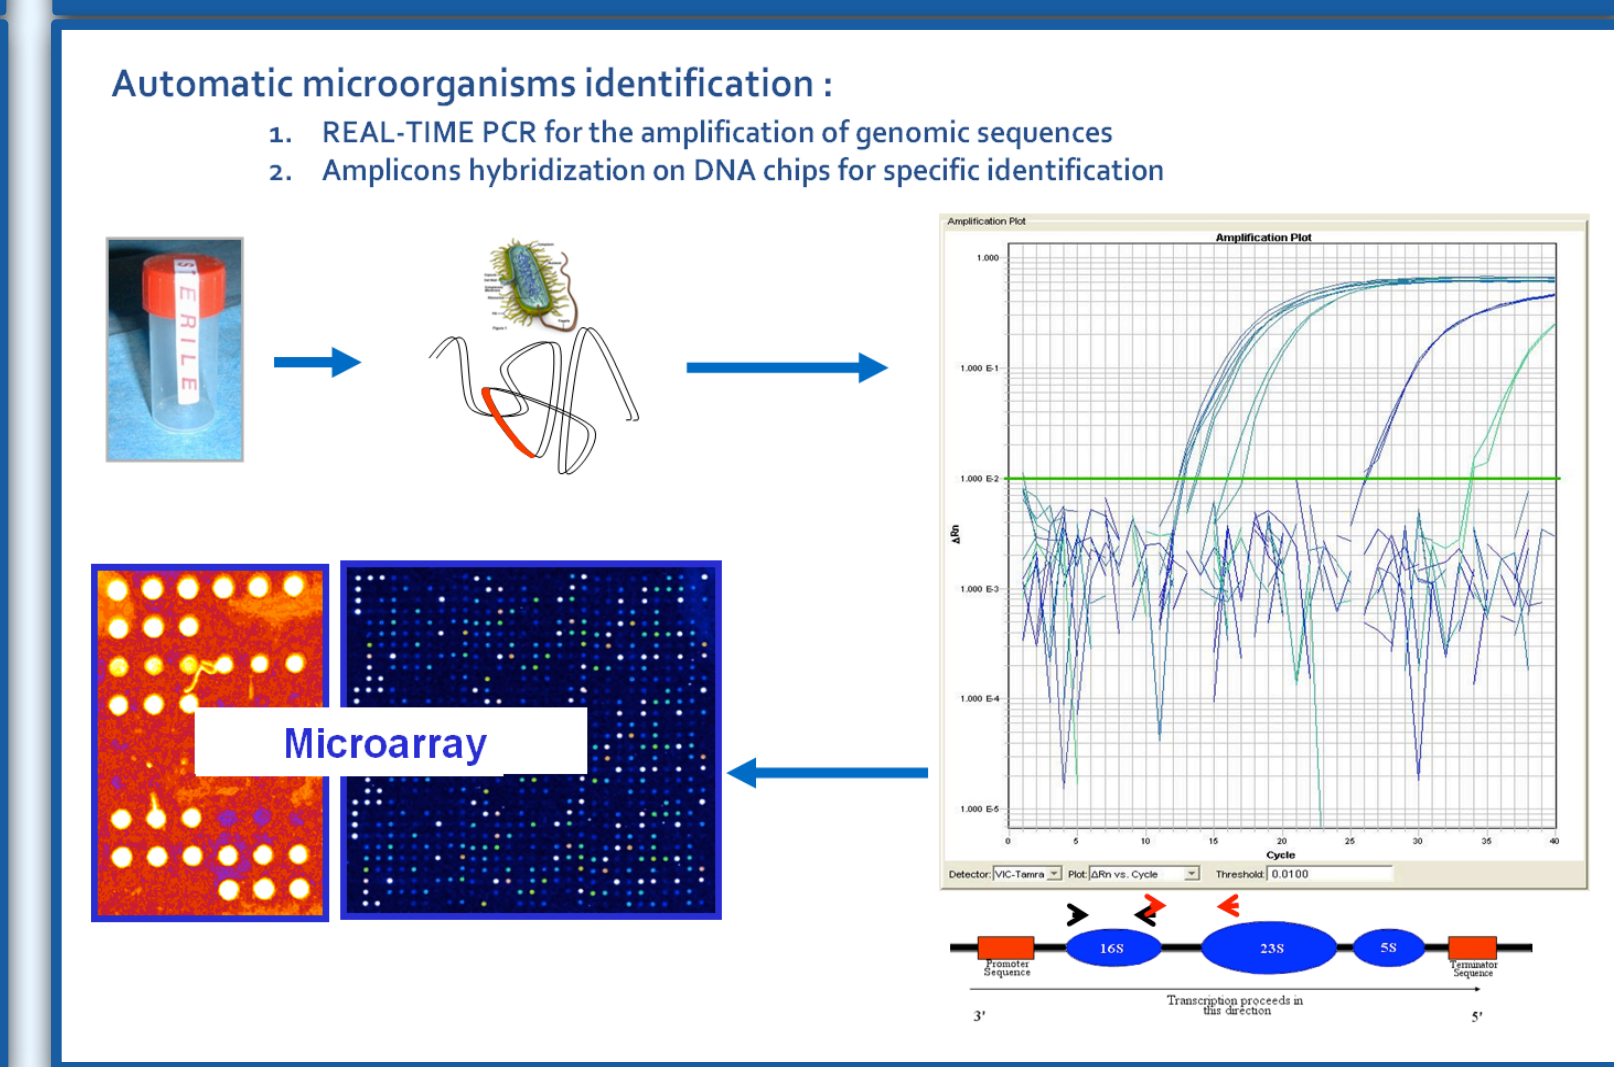 Automatic microorganisms identification :
1. REAL-TIME PCR for the amplification of genomic sequences
2. Amplicons hybridization on DNA chips for specific identification
STERILE
Figure 1
Amplification Plot
Amplification Plot
1.000
1.000 E-1
1.000 E-2
1.000 E-3
1.000 E-4
1.000 E-5
ΔRn
0 5 10 15 20 25 30 35 40
Cycle
Detector: VIC-Tamra Plot: ΔRn vs. Cycle Threshold: 0.0100
Microarray
16S 23S 5S
Promoter
Sequence
Terminator
Sequence
Transcription proceeds in
this direction
3' 5'